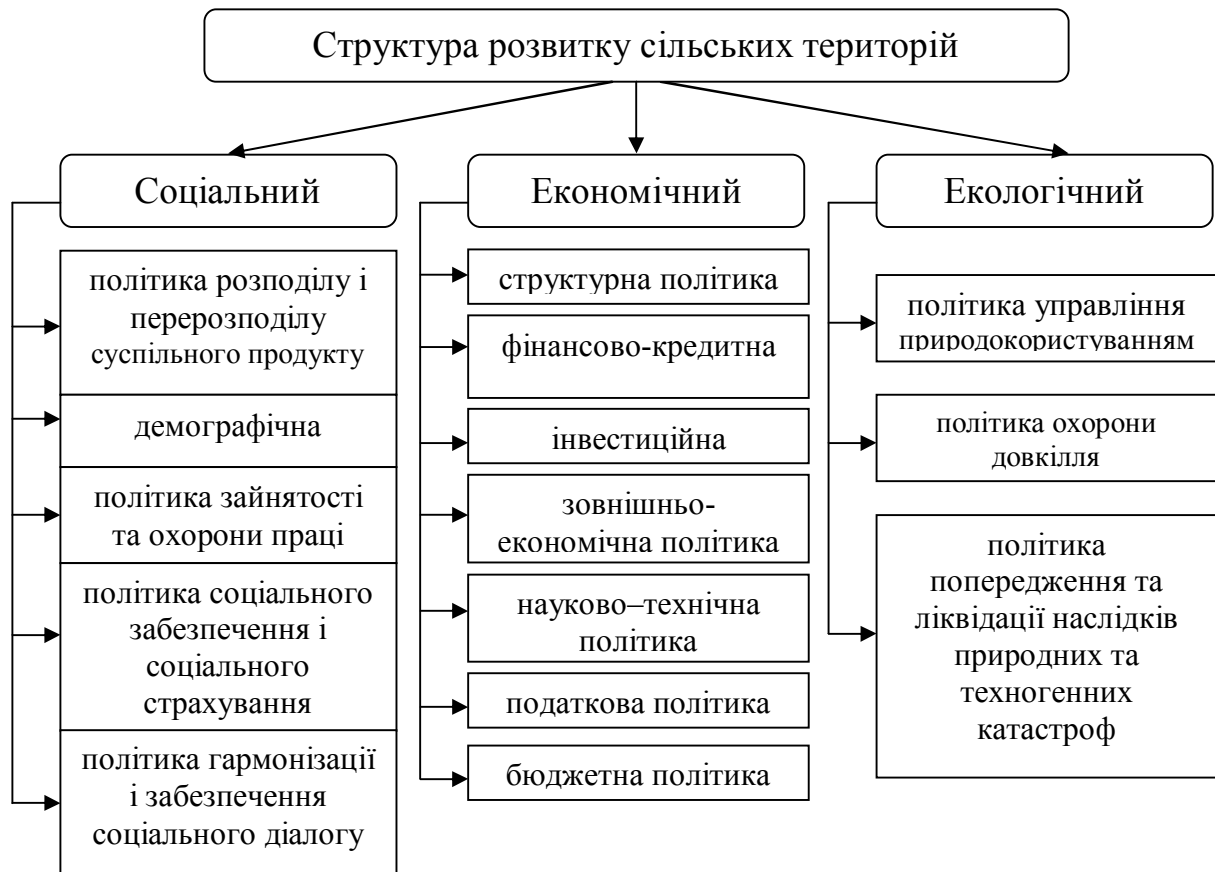 Структура розвитку сільських територій
Соціальний
політика розподілу і
перерозподілу
суспільного продукту
демографічна
політика зайнятості
та охорони праці
політика соціального
забезпечення і
соціального
страхування
політика гармонізації
і забезпечення
соціального діалогу
Економічний
структурна політика
фінансово-кредитна
інвестиційна
зовнішньо-
економічна політика
науково–технічна
політика
податкова політика
бюджетна політика
Екологічний
політика управління
природокористуванням
політика охорони
довкілля
політика
попередження та
ліквідації наслідків
природних та
техногенних
катастроф